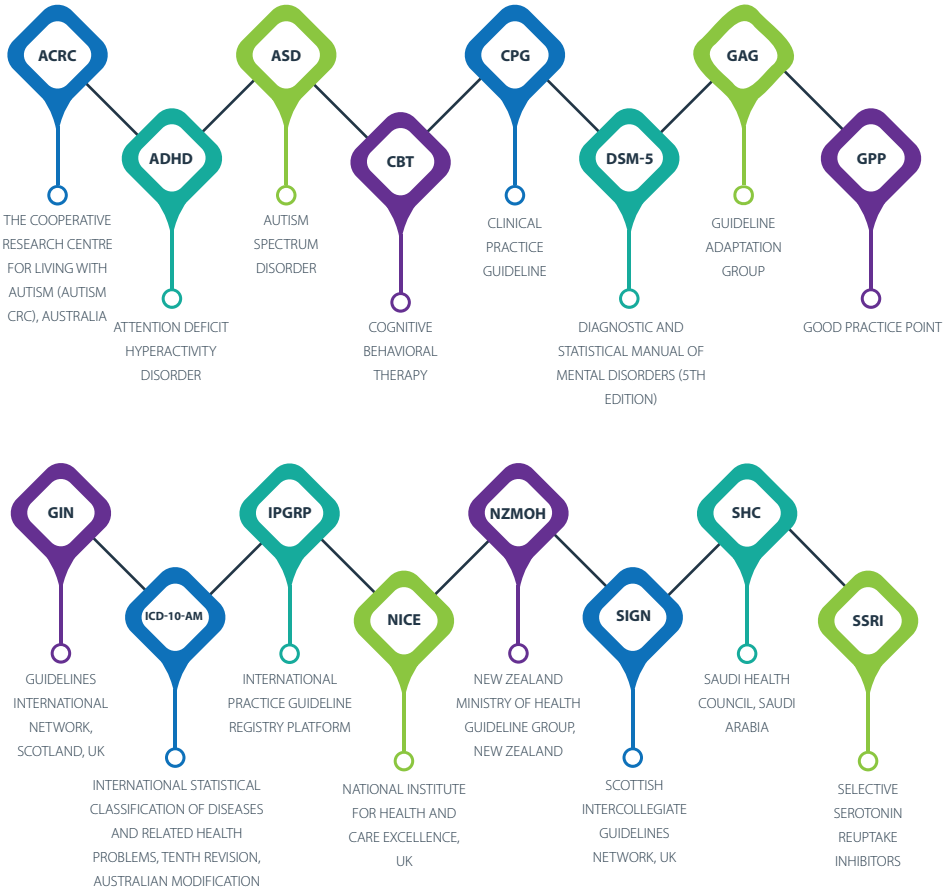 ACRC
THE COOPERATIVE
RESEARCH CENTRE
FOR LIVING WITH
AUTISM (AUTISM
CRC), AUSTRALIA
ADHD
ATTENTION DEFICIT
HYPERACTIVITY
DISORDER
ASD
AUTISM
SPECTRUM
DISORDER
CBT
COGNITIVE
BEHAVIORAL
THERAPY
CPG
CLINICAL
PRACTICE
GUIDELINE
DSM-5
DIAGNOSTIC AND
STATISTICAL MANUAL OF
MENTAL DISORDERS (5TH
EDITION)
GAG
GUIDELINE
ADAPTATION
GROUP
GPP
GOOD PRACTICE POINT
GIN
GUIDELINES
INTERNATIONAL
NETWORK,
SCOTLAND, UK
ICD-10-AM
INTERNATIONAL STATISTICAL
CLASSIFICATION OF DISEASES
AND RELATED HEALTH
PROBLEMS, TENTH REVISION,
AUSTRALIAN MODIFICATION
IPGRP
INTERNATIONAL
PRACTICE GUIDELINE
REGISTRY PLATFORM
NICE
NATIONAL INSTITUTE
FOR HEALTH AND
CARE EXCELLENCE,
UK
NZMOH
NEW ZEALAND
MINISTRY OF HEALTH
GUIDELINE GROUP,
NEW ZEALAND
SIGN
SCOTTISH
INTERCOLLEGIATE
GUIDELINES
NETWORK, UK
SHC
SAUDI HEALTH
COUNCIL, SAUDI
ARABIA
SSRI
SELECTIVE
SEROTONIN
REUPTAKE
INHIBITORS